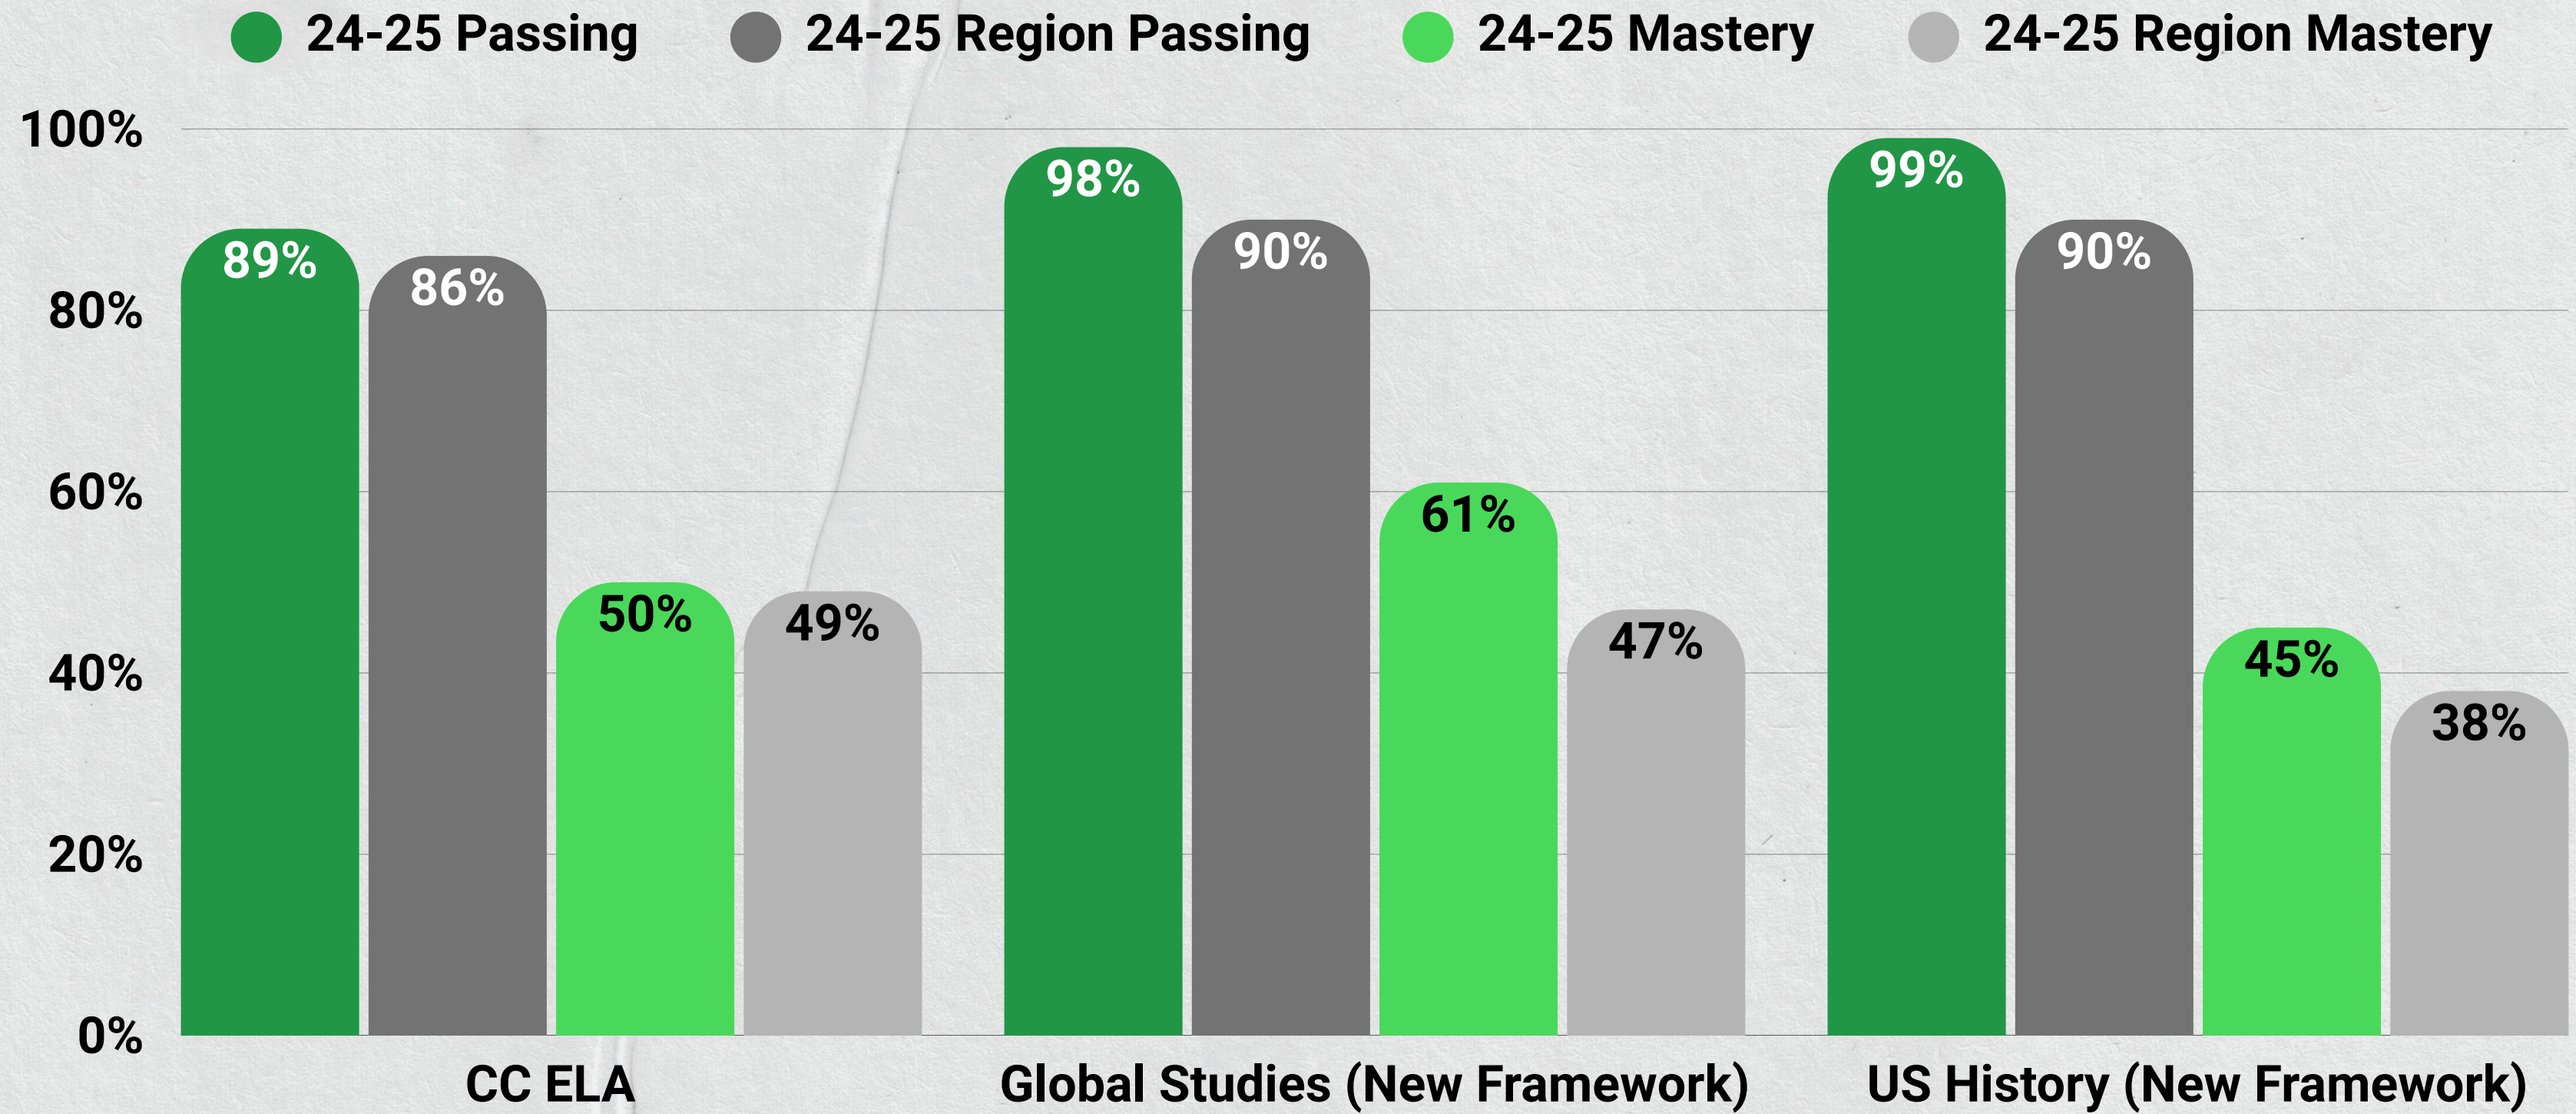 24-25 Passing 24-25 Region Passing 24-25 Mastery 24-25 Region Mastery
100%
80%
60%
40%
20%
0%
89% 86% 50% 49%
98% 90% 61% 47%
99% 90% 45% 38%
CC ELA Global Studies (New Framework) US History (New Framework)